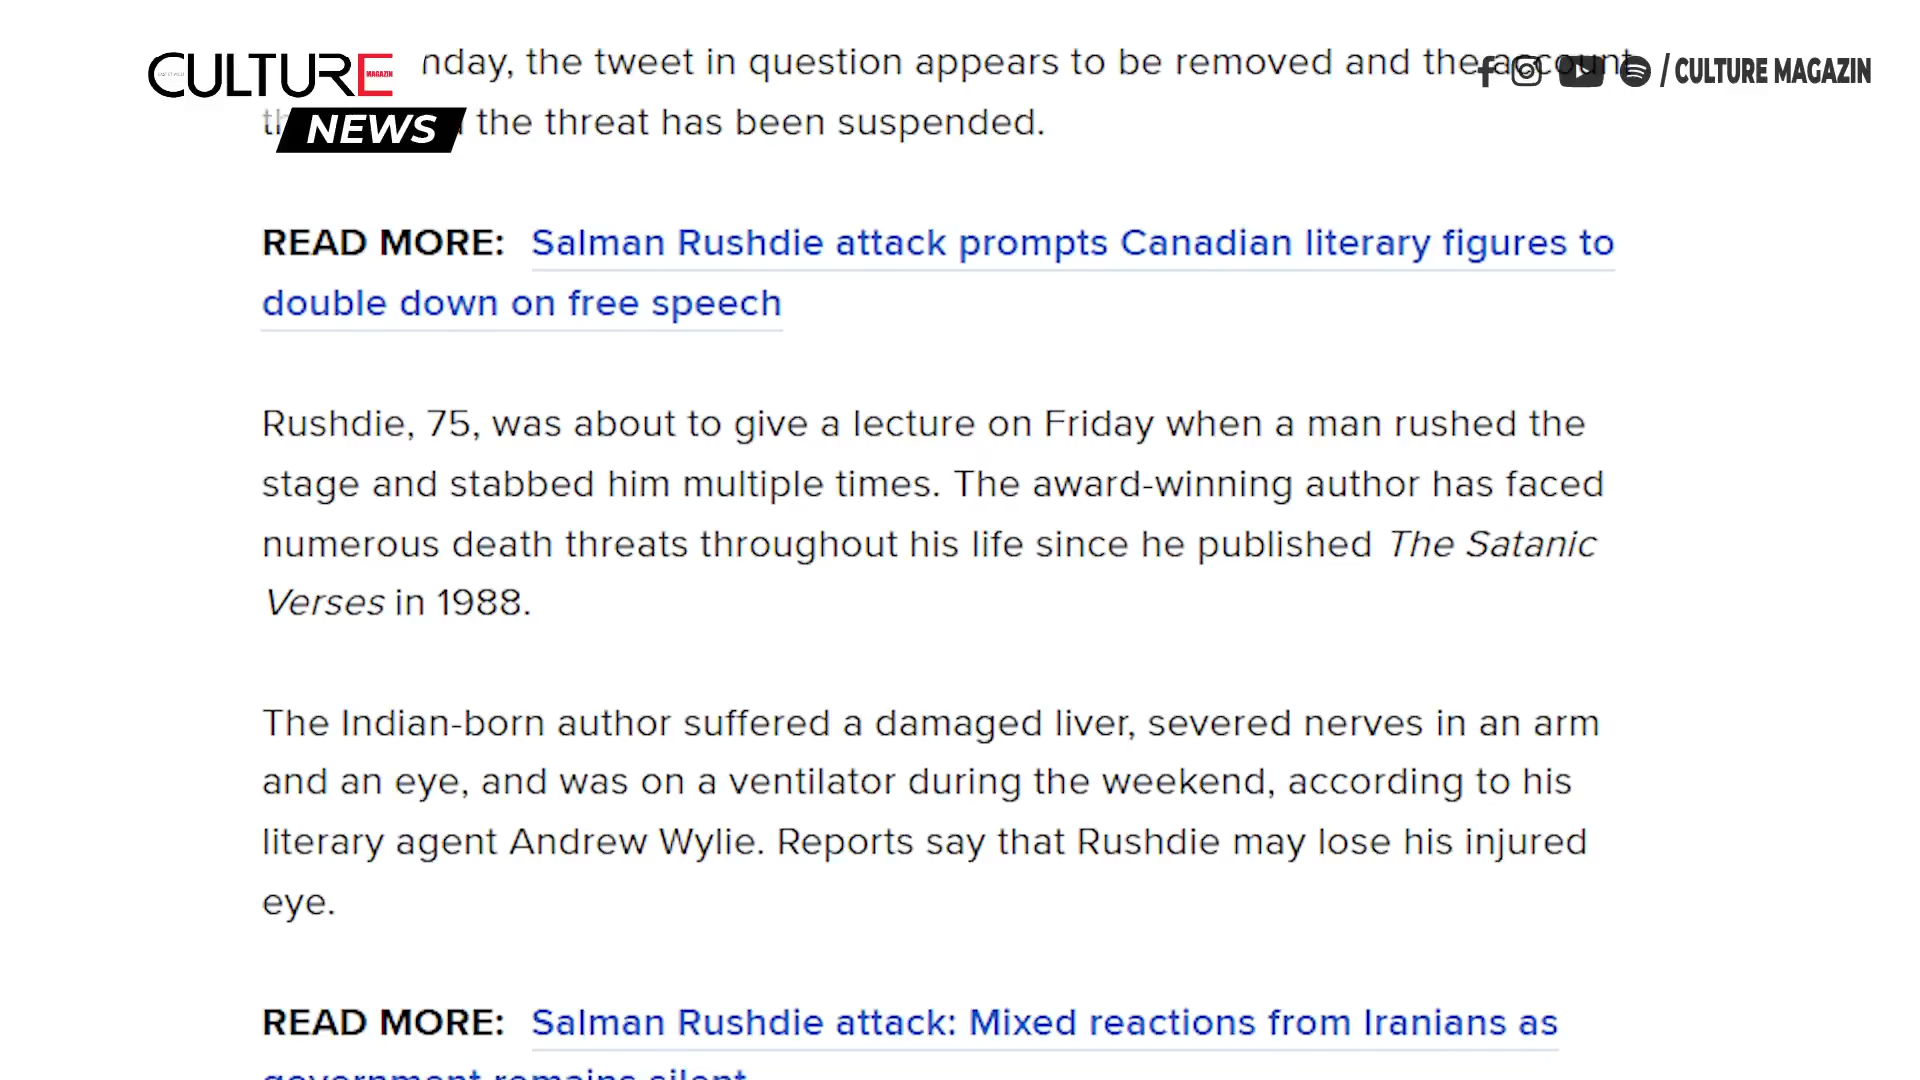 CULTURE MAGAZIN
NEWS
/ CULTURE MAGAZIN
nday, the tweet in question appears to be removed and the account
the threat has been suspended.
READ MORE: Salman Rushdie attack prompts Canadian literary figures to
double down on free speech
Rushdie, 75, was about to give a lecture on Friday when a man rushed the
stage and stabbed him multiple times. The award-winning author has faced
numerous death threats throughout his life since he published The Satanic
Verses in 1988.
The Indian-born author suffered a damaged liver, severed nerves in an arm
and an eye, and was on a ventilator during the weekend, according to his
literary agent Andrew Wylie. Reports say that Rushdie may lose his injured
eye.
READ MORE: Salman Rushdie attack: Mixed reactions from Iranians as
government remains silent